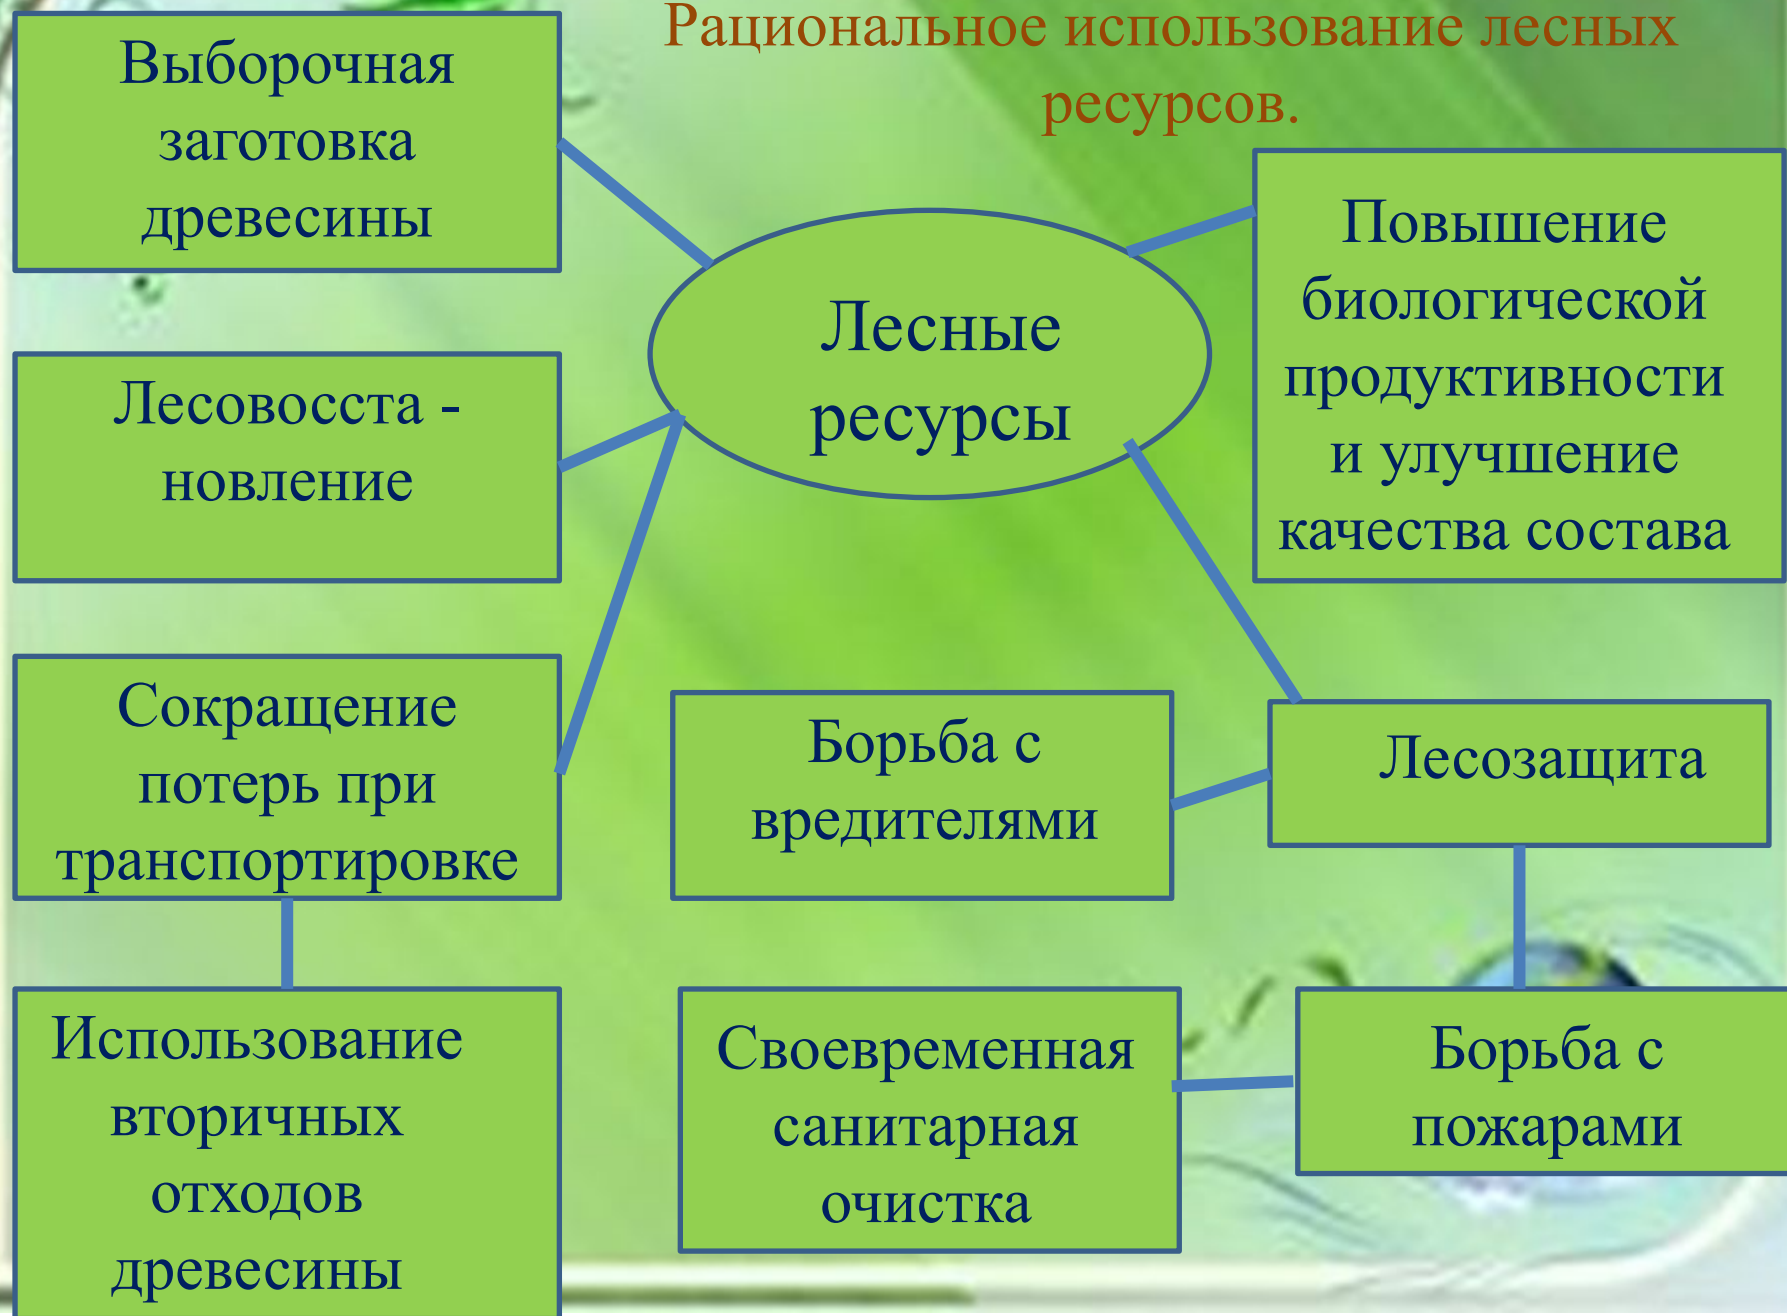 Рациональное использование лесных
ресурсов.
Выборочная
заготовка
древесины
Лесные
ресурсы
Повышение
биологической
продуктивности
и улучшение
качества состава
Лесовосста -
новление
Сокращение
потерь при
транспортировке
Борьба с
вредителями
Лесозащита
Использование
вторичных
отходов
древесины
Своевременная
санитарная
очистка
Борьба с
пожарами